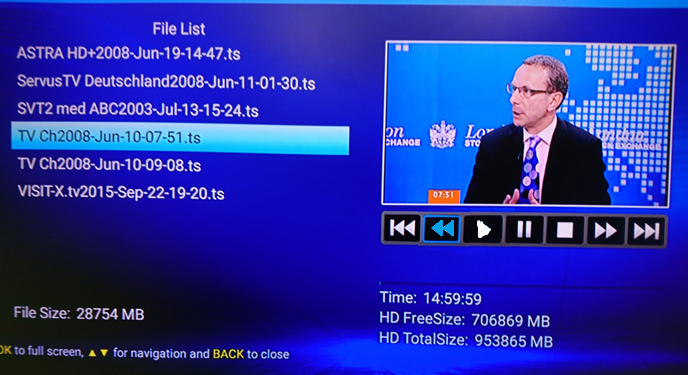 File List
ASTRA HD+2008-Jun-19-14-47.ts
ServusTV Deutschland2008-Jun-11-01-30.ts
SVT2 med ABC2003-Jul-13-15-24.ts
TV Ch2008-Jun-10-07-51.ts
TV Ch2008-Jun-10-09-08.ts
VISIT-X.tv2015-Sep-22-19-20.ts
07:51
File Size: 28754 MB
Time: 14:59:59
HD FreeSize: 706869 MB
HD TotalSize: 953865 MB
OK to full screen, ▲▼ for navigation and BACK to close